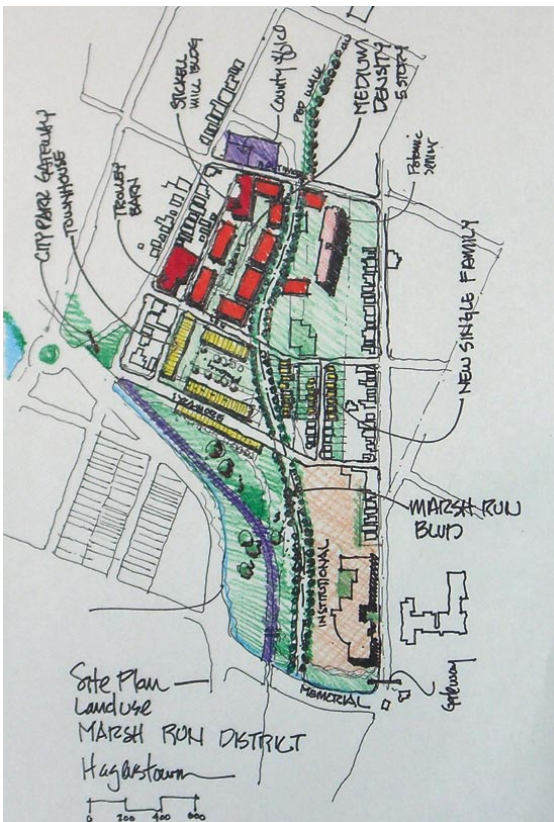 STICKELL
MILL BLDG
County
PED WALK
MEDIUM
DENSITY
5 STORY
CITY PARK GATEWAY
TOWNHOUSE
TROLLEY
BARN
Potomac
NEW SINGLE FAMILY
SYCAMORE
MARSH RUN
BLVD
INSTITUTIONAL
MEMORIAL
Gateway
Site Plan
Landuse
MARSH RUN DISTRICT
Hagerstown
0 200 400 600